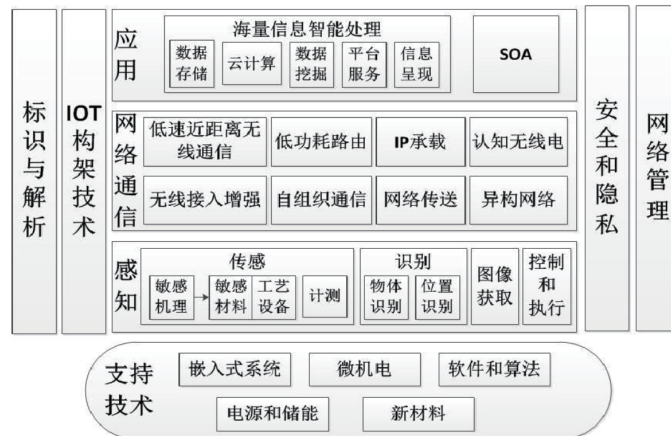 标识与解析
IOT
构架技术
应用
海量信息智能处理
数据
存储
云计算
数据
挖掘
平台
服务
信息
呈现
SOA
网络通信
低速近距离无
线通信
低功耗路由
IP承载
认知无线电
无线接入增强
自组织通信
网络传送
异构网络
感知
传感
敏感
机理
敏感
材料
工艺
设备
计测
识别
物体
识别
位置
识别
图像
获取
控制
和
执行
安全和隐私
网络管理
支持
技术
嵌入式系统
微机电
软件和算法
电源和储能
新材料